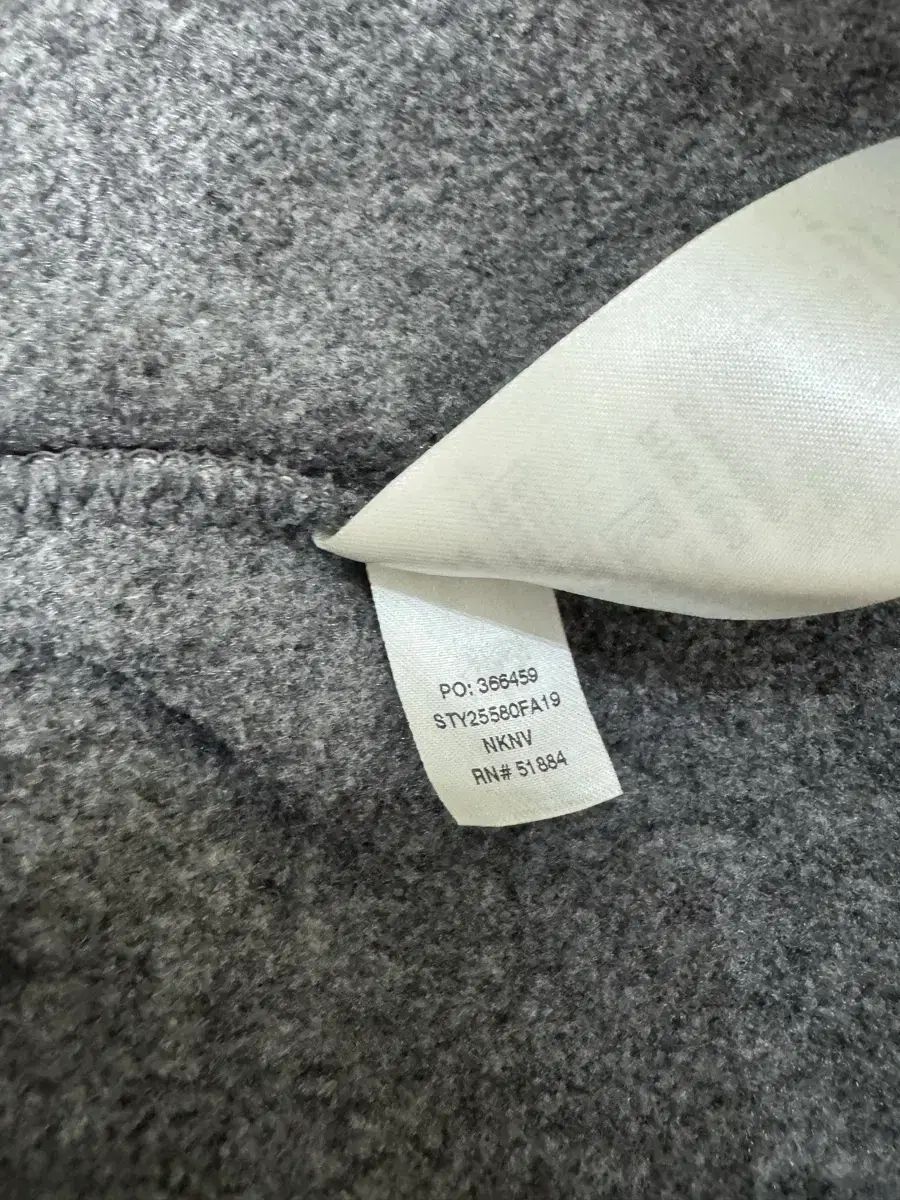 PO: 366459
STY25580FA19
NKNV
RN# 51884